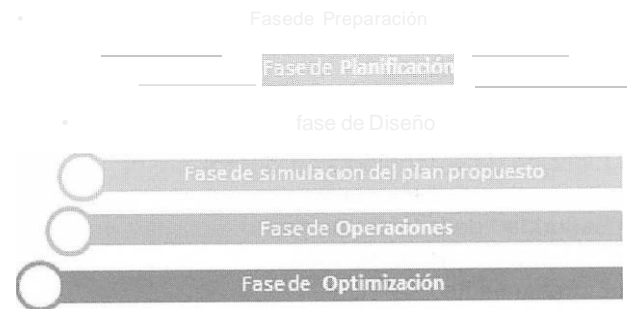 • Fasede Preparación
Fase de Planificación
• fase de Diseño
Fase de simulacion del plan propuesto
Fase de Operaciones
Fase de Optimización